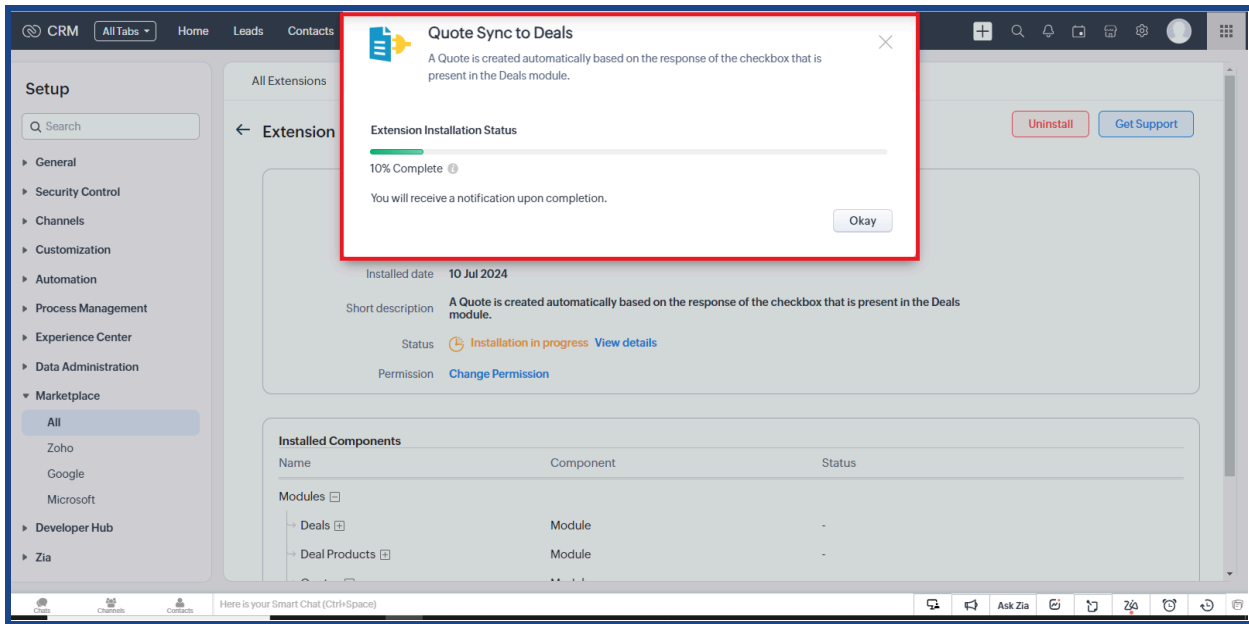 CRM
All Tabs
Home
Leads
Contacts
Quote Sync to Deals
A Quote is created automatically based on the response of the checkbox that is
present in the Deals module.
Extension Installation Status
10% Complete
You will receive a notification upon completion.
Okay
Setup
Search
General
Security Control
Channels
Customization
Automation
Process Management
Experience Center
Data Administration
Marketplace
All
Zoho
Google
Microsoft
Developer Hub
Zia
All Extensions
Extension
Uninstall
Get Support
Installed date 10 Jul 2024
Short description A Quote is created automatically based on the response of the checkbox that is present in the Deals
module.
Status Installation in progress View details
Permission Change Permission
Installed Components
Name Component Status
Modules
Deals Module -
Deal Products Module -
Chats
Channels
Contacts
Here is your Smart Chat (Ctrl+Space)
Ask Zia